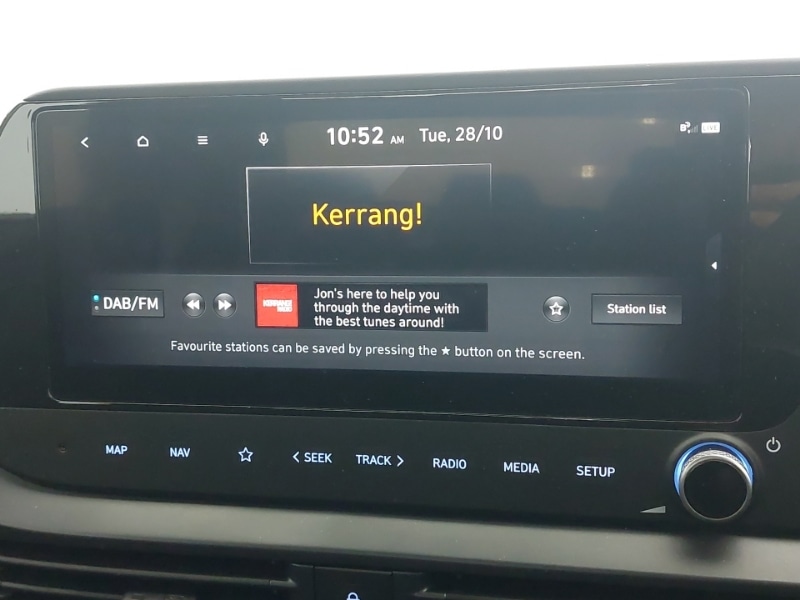 10:52 AM Tue, 28/10
LIVE
Kerrang!
DAB/FM
KERRANG!
RADIO
Jon's here to help you
through the daytime with
the best tunes around!
Station list
Favourite stations can be saved by pressing the ★ button on the screen.
MAP NAV < SEEK TRACK > RADIO MEDIA SETUP